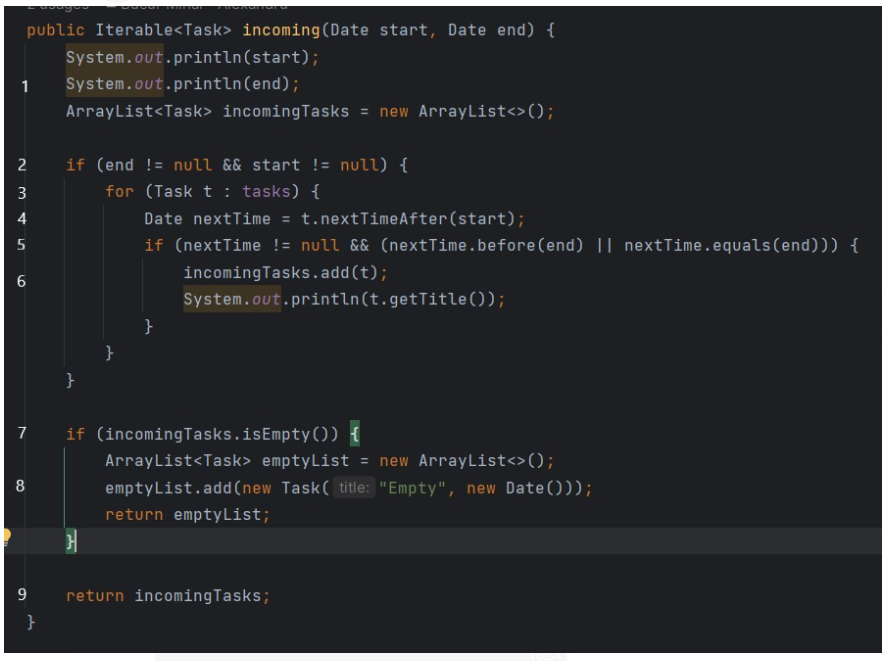 public Iterable<Task> incoming(Date start, Date end) {
System.out.println(start);
1 System.out.println(end);
ArrayList<Task> incomingTasks = new ArrayList<>();
2 if (end != null && start != null) {
3 for (Task t : tasks) {
4 Date nextTime = t.nextTimeAfter(start);
5 if (nextTime != null && (nextTime.before(end) || nextTime.equals(end))) {
6 incomingTasks.add(t);
System.out.println(t.getTitle());
}
}
}
7 if (incomingTasks.isEmpty()) {
ArrayList<Task> emptyList = new ArrayList<>();
8 emptyList.add(new Task( title: "Empty", new Date()));
return emptyList;
}
9 return incomingTasks;
}